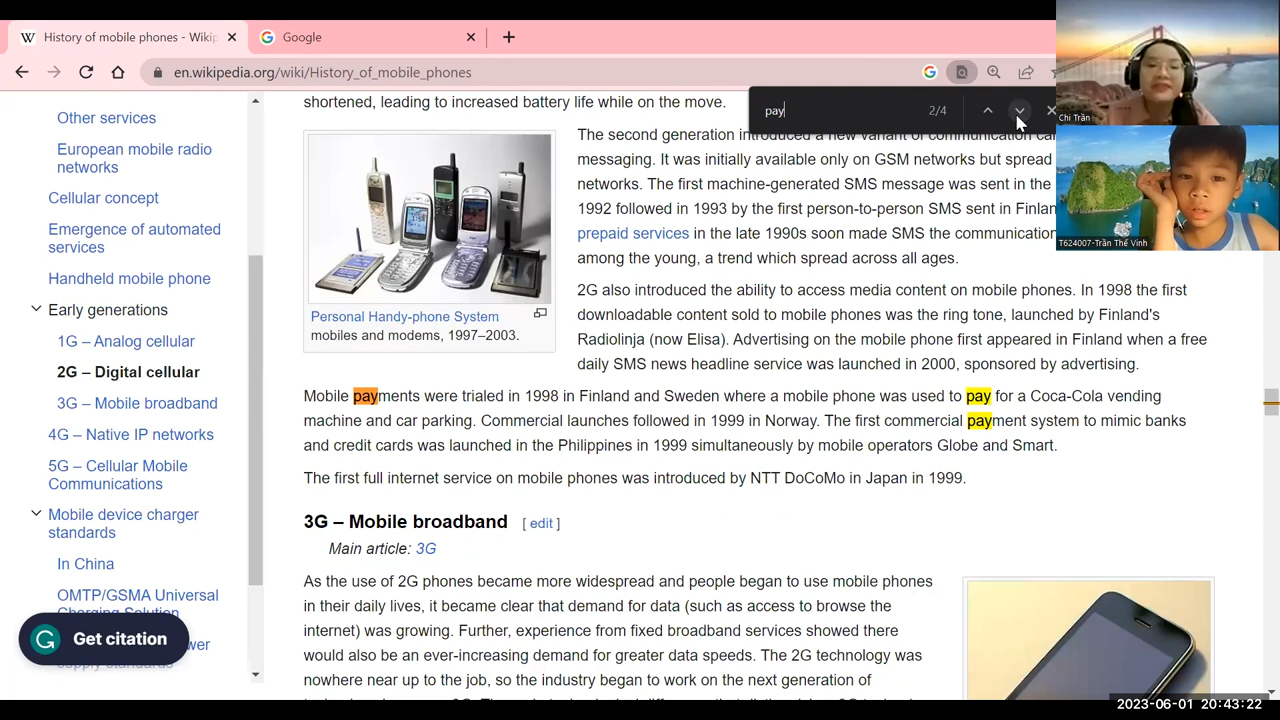 History of mobile phones - Wikip
Google
en.wikipedia.org/wiki/History_of_mobile_phones
pay
2/4
Chi Trần
T624007-Trần Thế Vinh
Other services
European mobile radio
networks
Cellular concept
Emergence of automated
services
Handheld mobile phone
Early generations
1G – Analog cellular
2G – Digital cellular
3G – Mobile broadband
4G – Native IP networks
5G – Cellular Mobile
Communications
Mobile device charger
standards
In China
OMTP/GSMA Universal
Charging Solution
supply standards
Get citation
shortened, leading to increased battery life while on the move.
Personal Handy-phone System
mobiles and modems, 1997–2003.
The second generation introduced a new variant of communication
messaging. It was initially available only on GSM networks but spread
networks. The first machine-generated SMS message was sent in the
1992 followed in 1993 by the first person-to-person SMS sent in
prepaid services in the late 1990s soon made SMS the communication
among the young, a trend which spread across all ages.
2G also introduced the ability to access media content on mobile phones. In 1998 the first
downloadable content sold to mobile phones was the ring tone, launched by Finland's
Radiolinja (now Elisa). Advertising on the mobile phone first appeared in Finland when a free
daily SMS news headline service was launched in 2000, sponsored by advertising.
Mobile payments were trialed in 1998 in Finland and Sweden where a mobile phone was used to pay for a Coca-Cola vending
machine and car parking. Commercial launches followed in 1999 in Norway. The first commercial payment system to mimic banks
and credit cards was launched in the Philippines in 1999 simultaneously by mobile operators Globe and Smart.
The first full internet service on mobile phones was introduced by NTT DoCoMo in Japan in 1999.
3G – Mobile broadband [ edit ]
Main article: 3G
As the use of 2G phones became more widespread and people began to use mobile phones
in their daily lives, it became clear that demand for data (such as access to browse the
internet) was growing. Further, experience from fixed broadband services showed there
would also be an ever-increasing demand for greater data speeds. The 2G technology was
nowhere near up to the job, so the industry began to work on the next generation of
2023-06-01 20:43:22